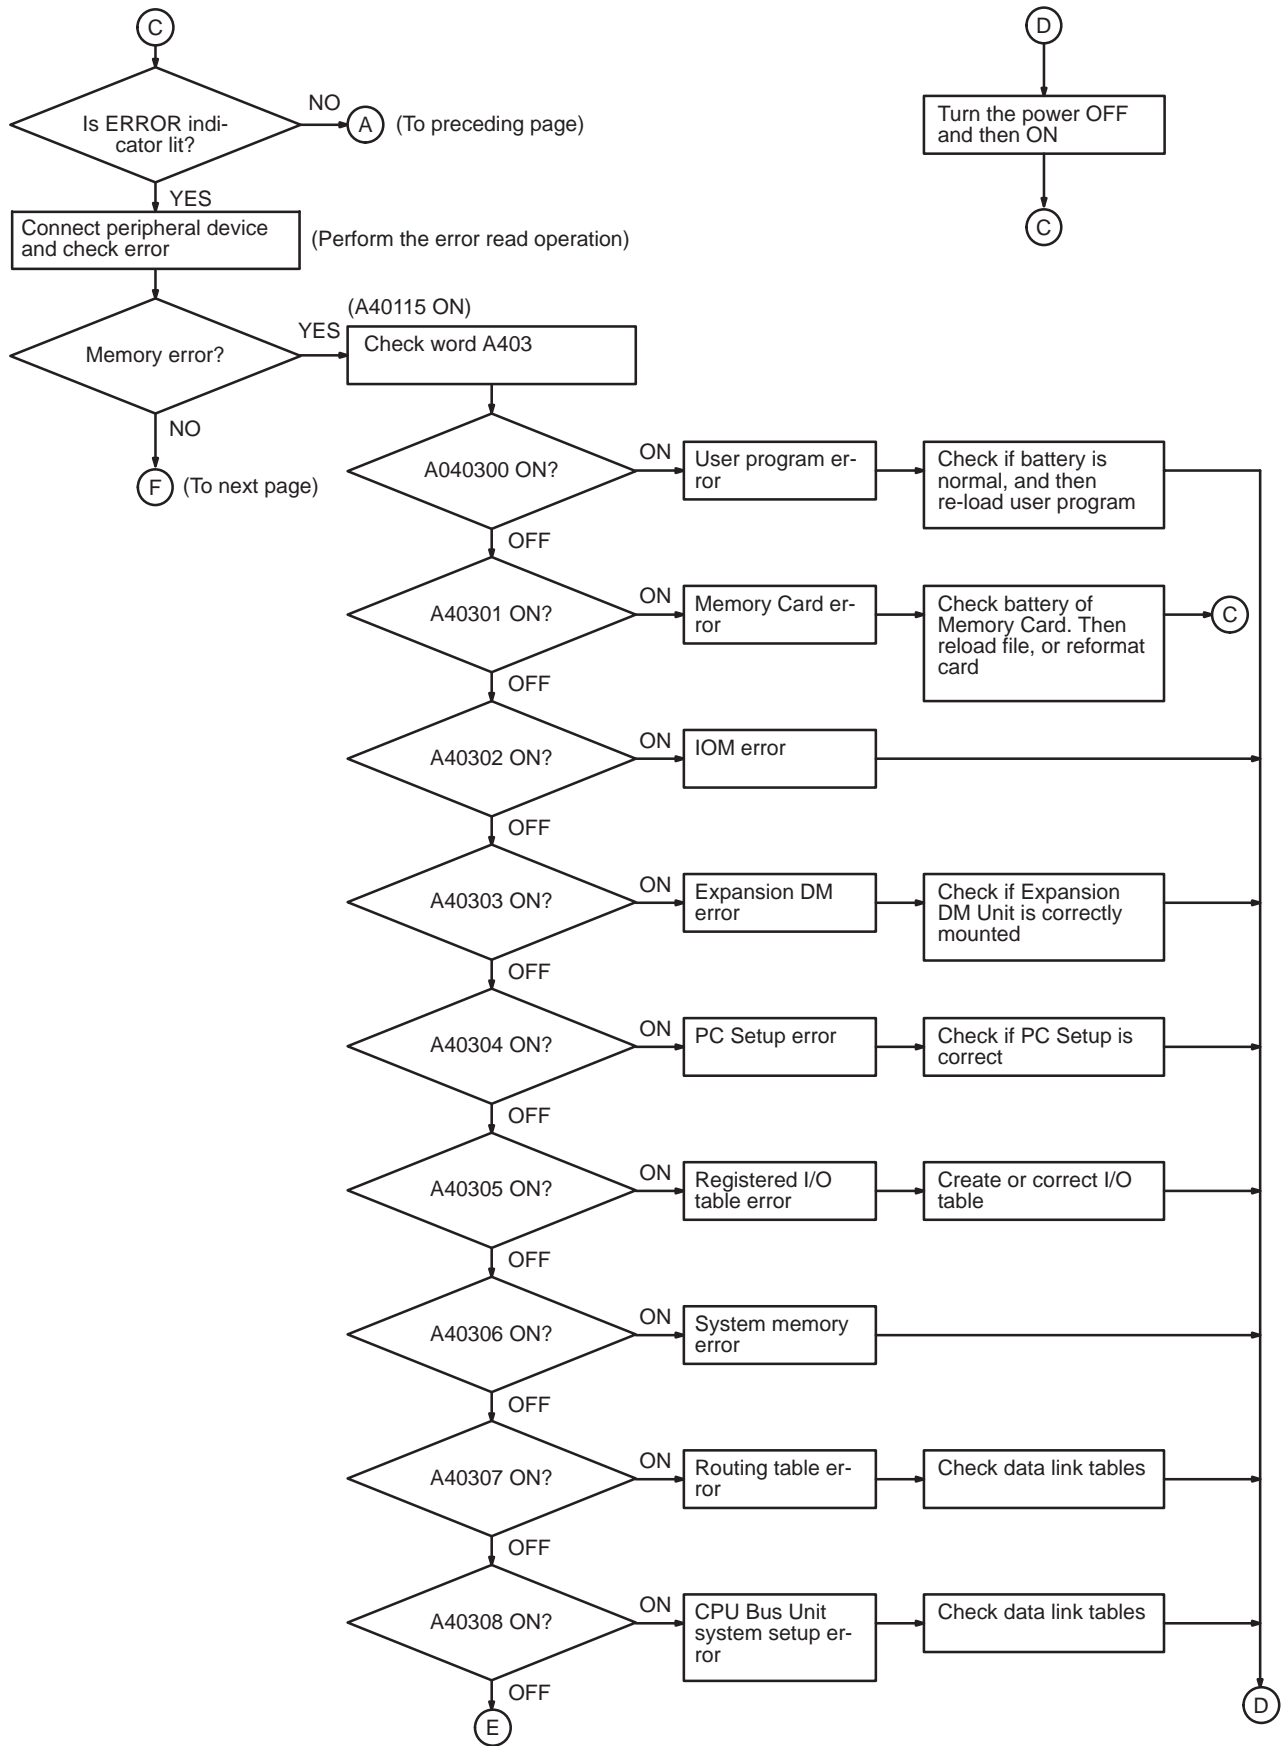 C
D
Is ERROR indi-
cator lit?
NO
A
(To preceding page)
Turn the power OFF
and then ON
YES
Connect peripheral device
and check error
(Perform the error read operation)
C
Memory error?
YES
(A40115 ON)
Check word A403
NO
F
(To next page)
A040300 ON?
ON
User program er-
ror
Check if battery is
normal, and then
re-load user program
OFF
A40301 ON?
ON
Memory Card er-
ror
Check battery of
Memory Card. Then
reload file, or reformat
card
C
OFF
A40302 ON?
ON
IOM error
OFF
A40303 ON?
ON
Expansion DM
error
Check if Expansion
DM Unit is correctly
mounted
OFF
A40304 ON?
ON
PC Setup error
Check if PC Setup is
correct
OFF
A40305 ON?
ON
Registered I/O
table error
Create or correct I/O
table
OFF
A40306 ON?
ON
System memory
error
OFF
A40307 ON?
ON
Routing table er-
ror
Check data link tables
OFF
A40308 ON?
ON
CPU Bus Unit
system setup er-
ror
Check data link tables
OFF
E
D